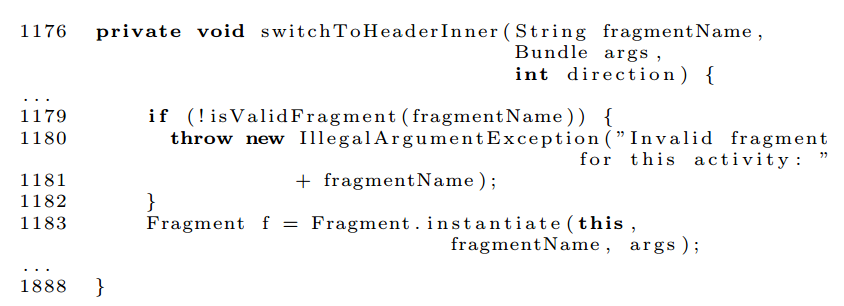 1176 private void switchToHeaderInner(String fragmentName,
Bundle args,
int direction) {
...
1179 if (!isValidFragment(fragmentName)) {
1180 throw new IllegalArgumentException("Invalid fragment
for this activity: "
1181 + fragmentName);
1182 }
1183 Fragment f = Fragment.instantiate(this,
fragmentName, args);
...
1888 }